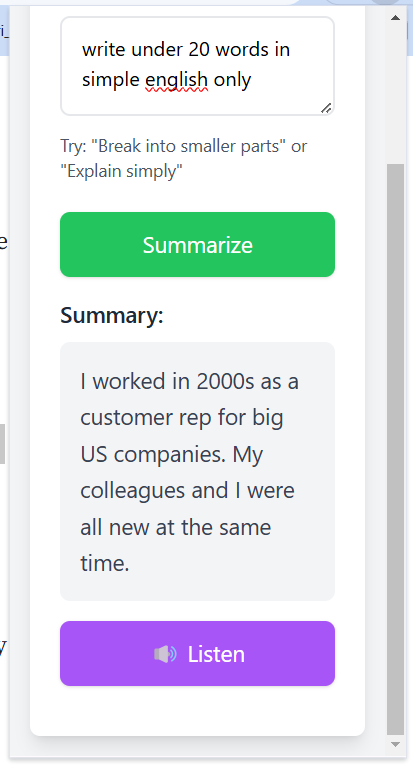 write under 20 words in
simple english only
Try: "Break into smaller parts" or
"Explain simply"
Summarize
Summary:
I worked in 2000s as a
customer rep for big
US companies. My
colleagues and I were
all new at the same
time.
Listen